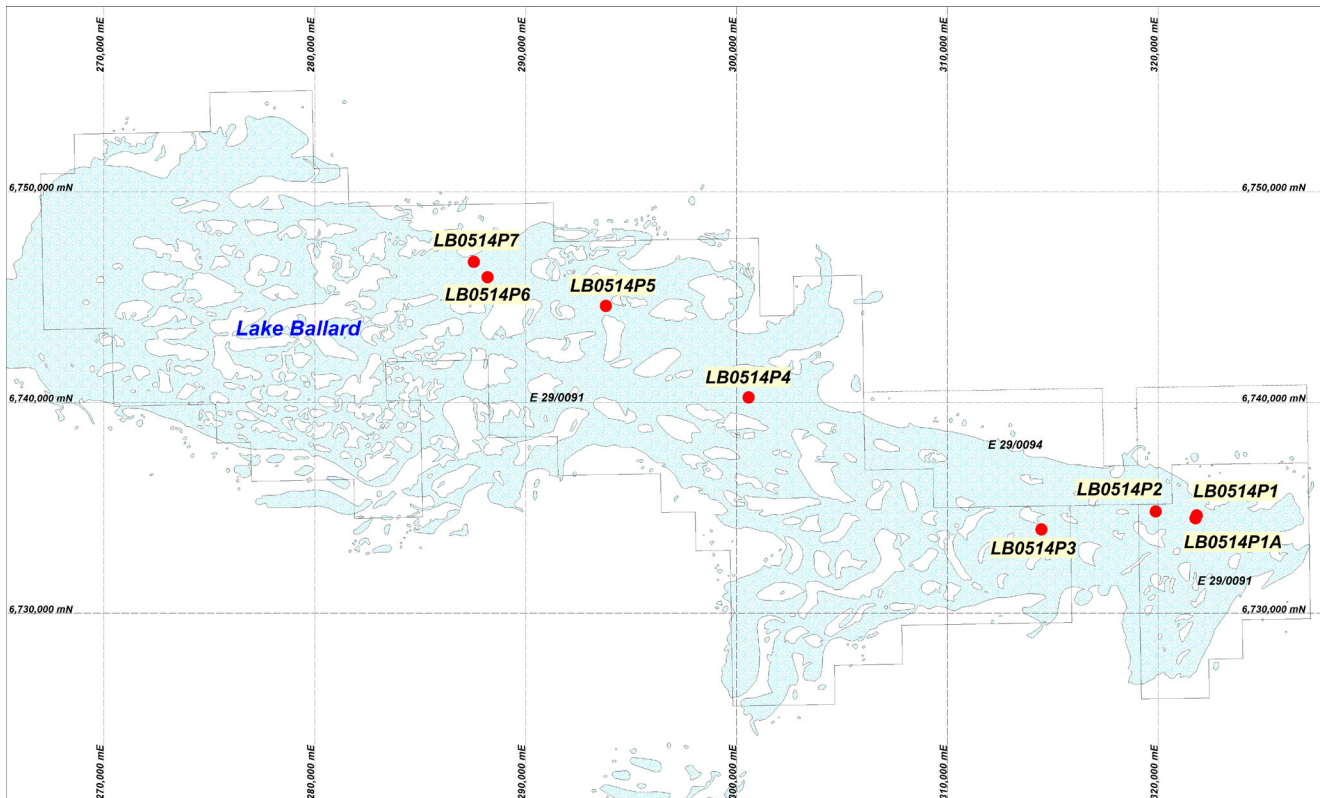 270,000 mE
280,000 mE
290,000 mE
300,000 mE
310,000 mE
320,000 mE
6,750,000 mN
6,750,000 mN
LB0514P7
LB0514P6
LB0514P5
Lake Ballard
LB0514P4
6,740,000 mN
E 29/0091
6,740,000 mN
E 29/0094
LB0514P2
LB0514P1
LB0514P3
LB0514P1A
E 29/0091
6,730,000 mN
6,730,000 mN
270,000 mE
280,000 mE
290,000 mE
300,000 mE
310,000 mE
320,000 mE